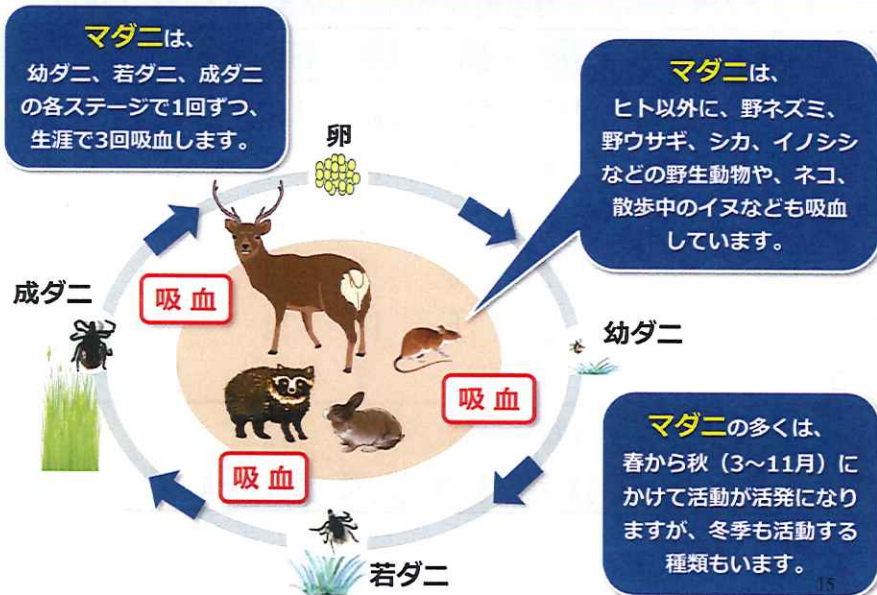 マダニは、
幼ダニ、若ダニ、成ダニ
の各ステージで1回ずつ、
生涯で3回吸血します。
卵
マダニは、
ヒト以外に、野ネズミ、
野ウサギ、シカ、イノシシ
などの野生動物や、ネコ、
散歩中のイヌなども吸血
しています。
成ダニ
吸血
幼ダニ
吸血
吸血
若ダニ
マダニの多くは、
春から秋（3～11月）に
かけて活動が活発になり
ますが、冬季も活動する
種類もいます。
15